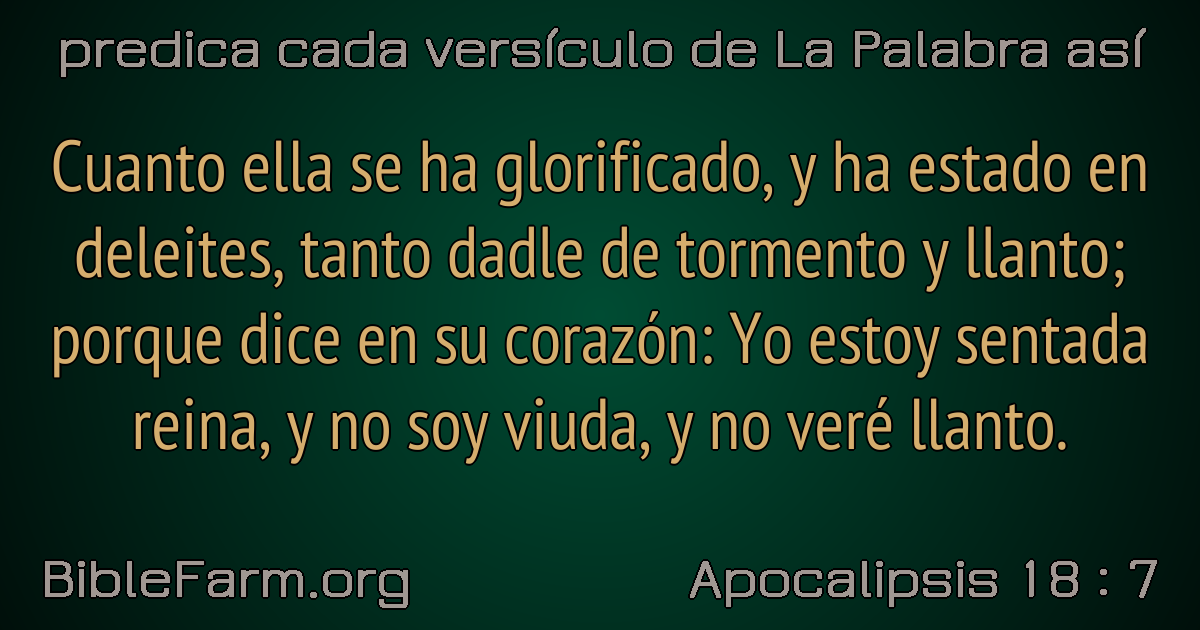 predica cada versículo de La Palabra así
Cuanto ella se ha glorificado, y ha estado en
deleites, tanto dadle de tormento y llanto;
porque dice en su corazón: Yo estoy sentada
reina, y no soy viuda, y no veré llanto.
BibleFarm.org
Apocalipsis 18 : 7